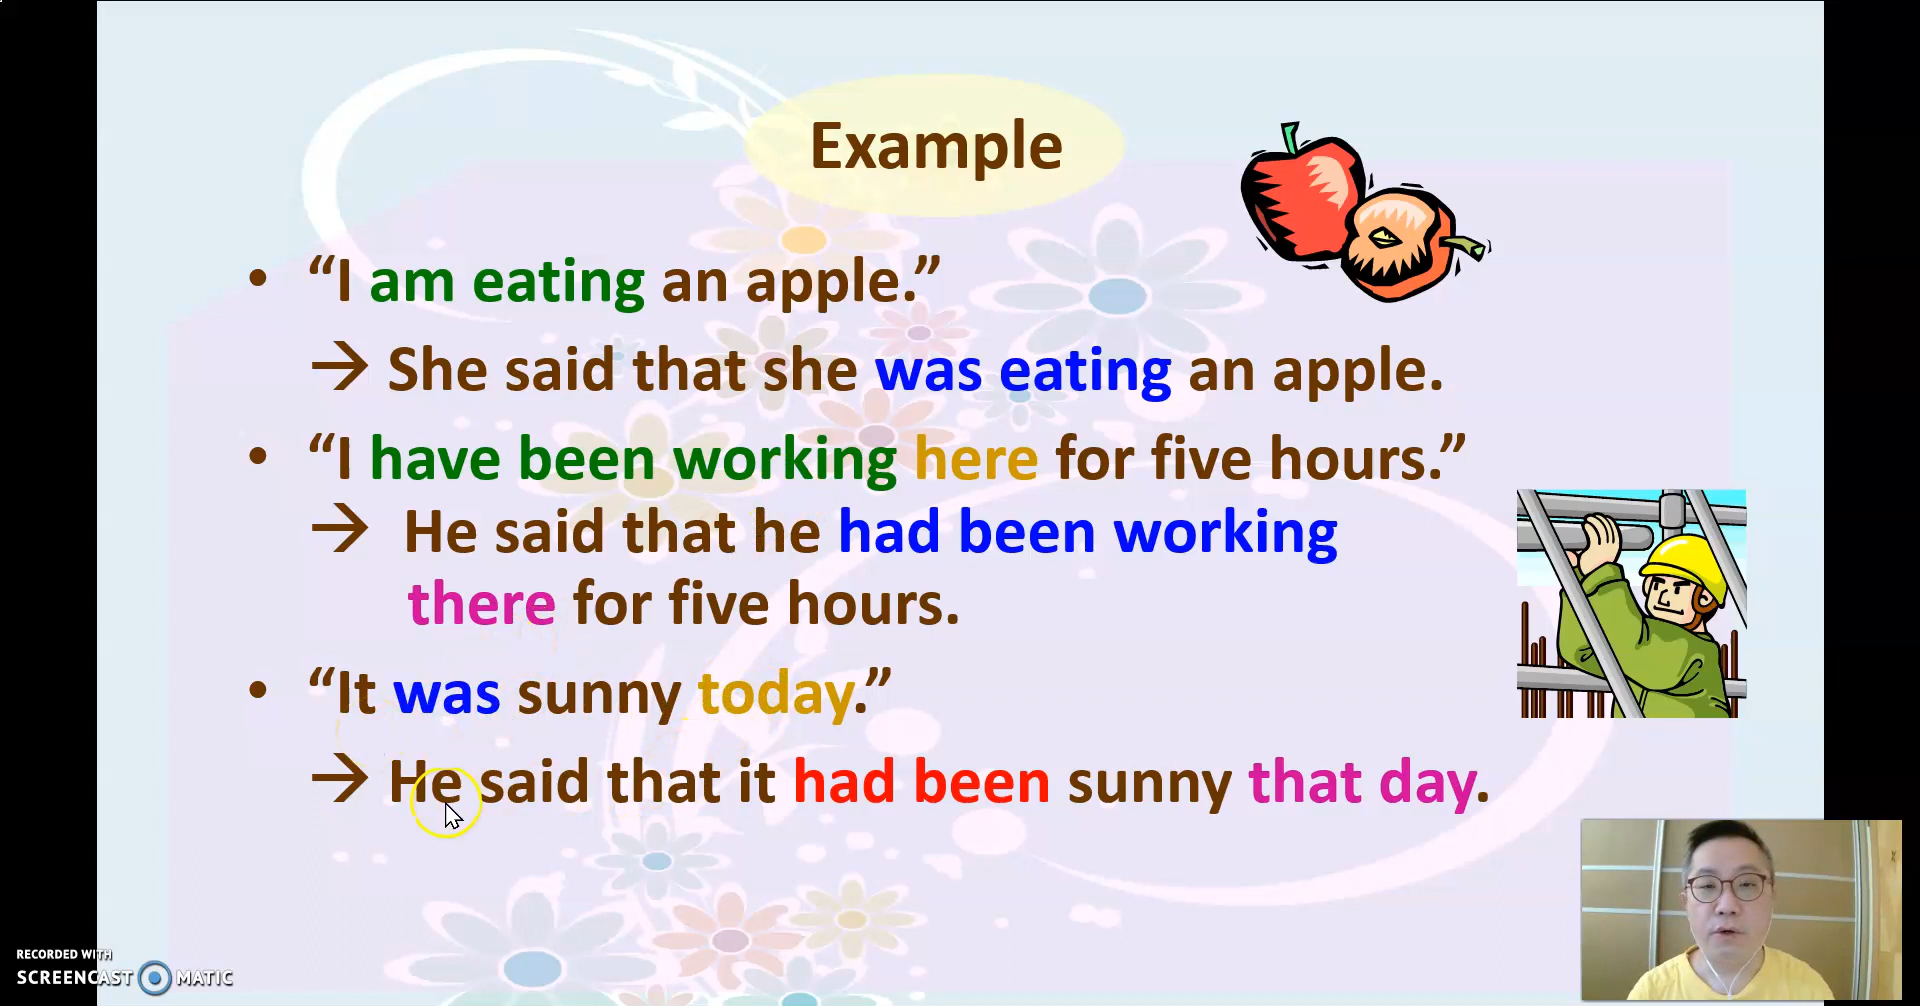 Example
• “I am eating an apple.”
→ She said that she was eating an apple.
• “I have been working here for five hours.”
→ He said that he had been working
there for five hours.
• “It was sunny today.”
→ He said that it had been sunny that day.
RECORDED WITH
SCREENCAST MATIC